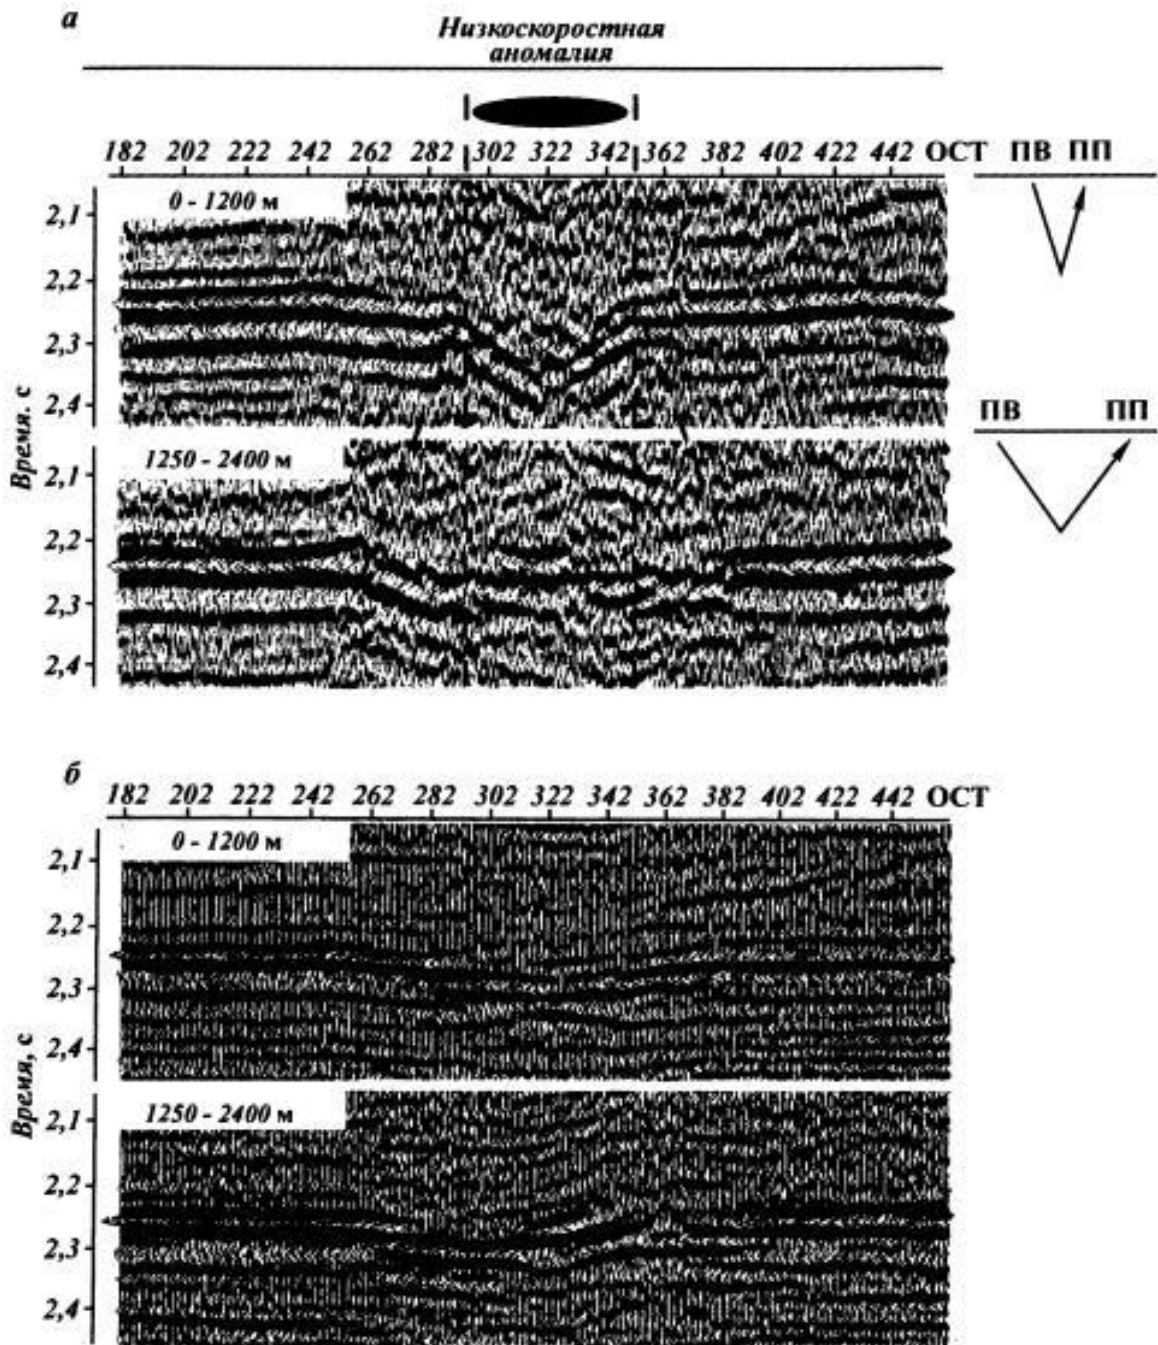 а
Низкоскоростная
аномалия
182 202 222 242 262 282 302 322 342 362 382 402 422 442 ОСТ
ПВ ПП
0 - 1200 м
2,1
2,2
2,3
2,4
Время. с
ПВ ПП
1250 - 2400 м
2,1
2,2
2,3
2,4
б
182 202 222 242 262 282 302 322 342 362 382 402 422 442 ОСТ
0 - 1200 м
2,1
2,2
2,3
2,4
Время, с
1250 - 2400 м
2,1
2,2
2,3
2,4